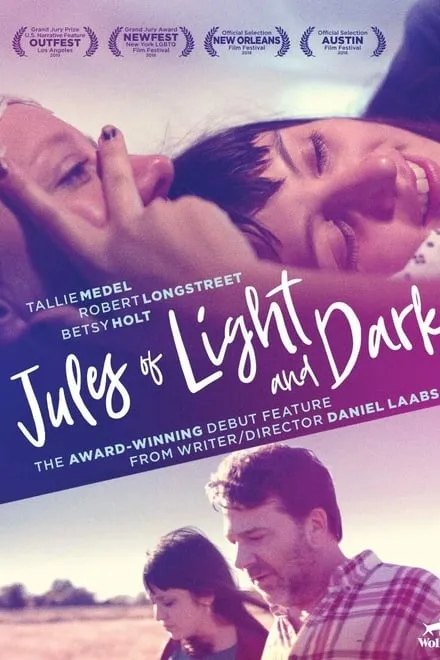 Grand Jury Prize
U.S. Narrative Feature
OUTFEST
Los Angeles
2018
Grand Jury Award
New York LGBTQ
NEWFEST
Film Festival
2018
Official Selection
NEW ORLEANS
Film Festival
2018
Official Selection
AUSTIN
Film Festival
2018
TALLIE MEDEL
ROBERT LONGSTREET
BETSY HOLT
Jules of Light and Dark
THE AWARD-WINNING DEBUT FEATURE
FROM WRITER/DIRECTOR DANIEL LAABS